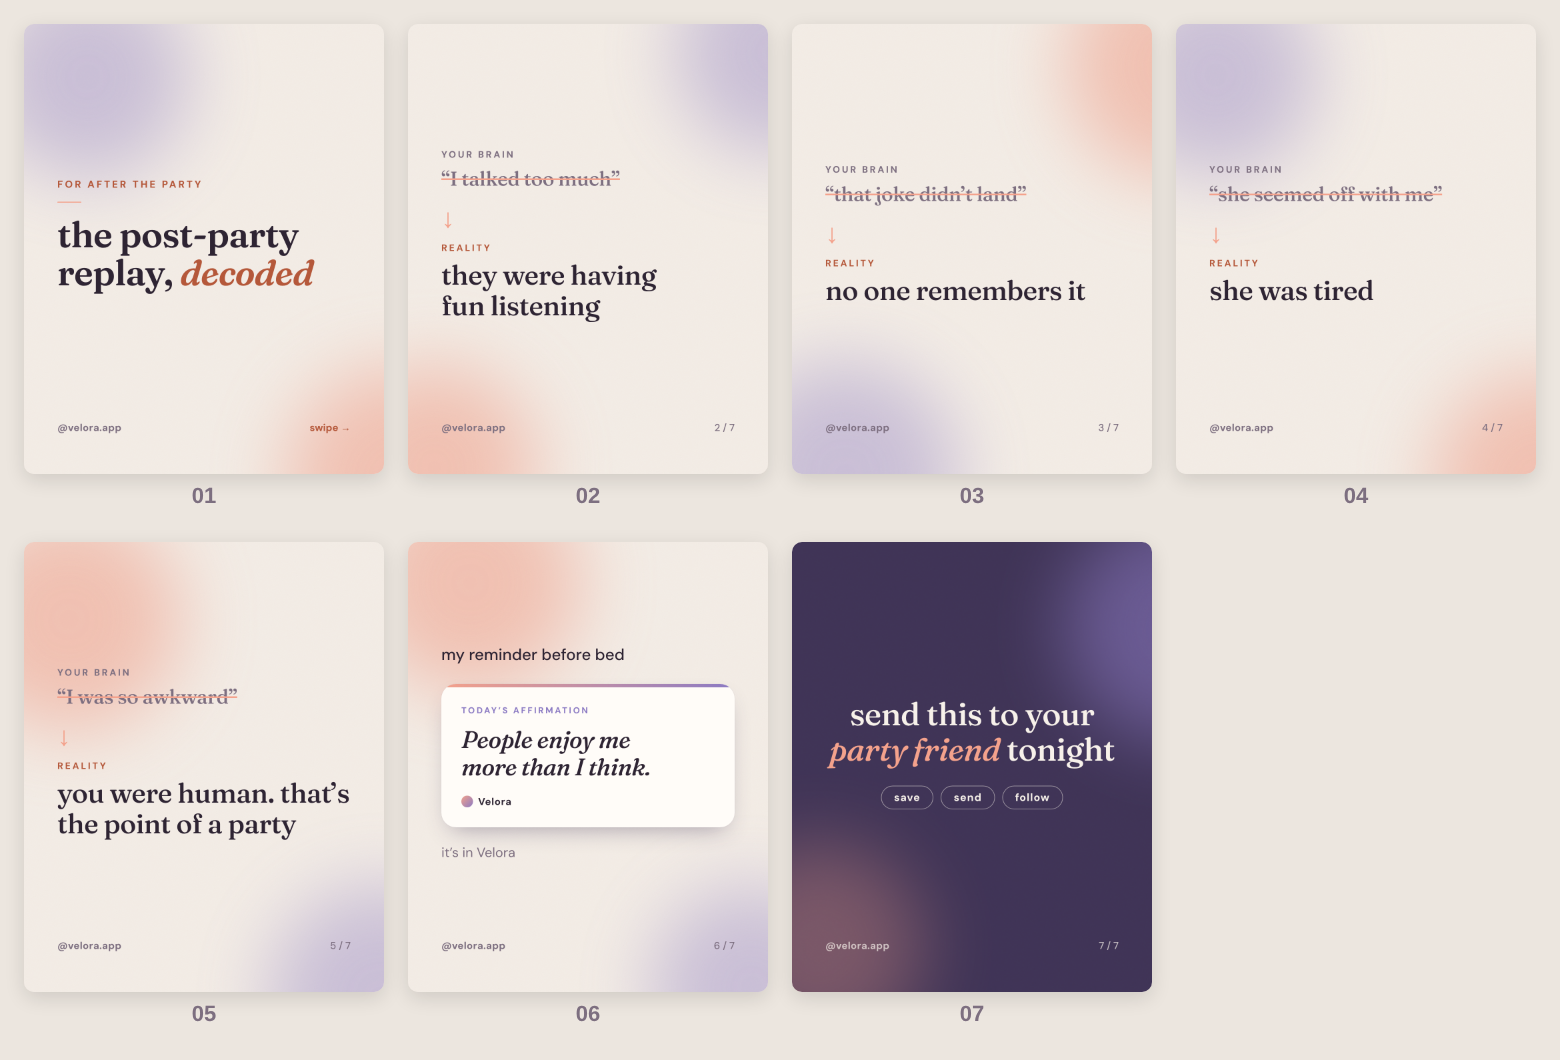 FOR AFTER THE PARTY
the post-party
replay, decoded
@velora.app
swipe →
01
YOUR BRAIN
“I talked too much”
↓
REALITY
they were having
fun listening
@velora.app
2 / 7
02
YOUR BRAIN
“that joke didn’t land”
↓
REALITY
no one remembers it
@velora.app
3 / 7
03
YOUR BRAIN
“she seemed off with me”
↓
REALITY
she was tired
@velora.app
4 / 7
04
YOUR BRAIN
“I was so awkward”
↓
REALITY
you were human. that’s
the point of a party
@velora.app
5 / 7
05
my reminder before bed
TODAY’S AFFIRMATION
People enjoy me
more than I think.
Velora
it’s in Velora
@velora.app
6 / 7
06
send this to your
party friend tonight
save
send
follow
@velora.app
7 / 7
07